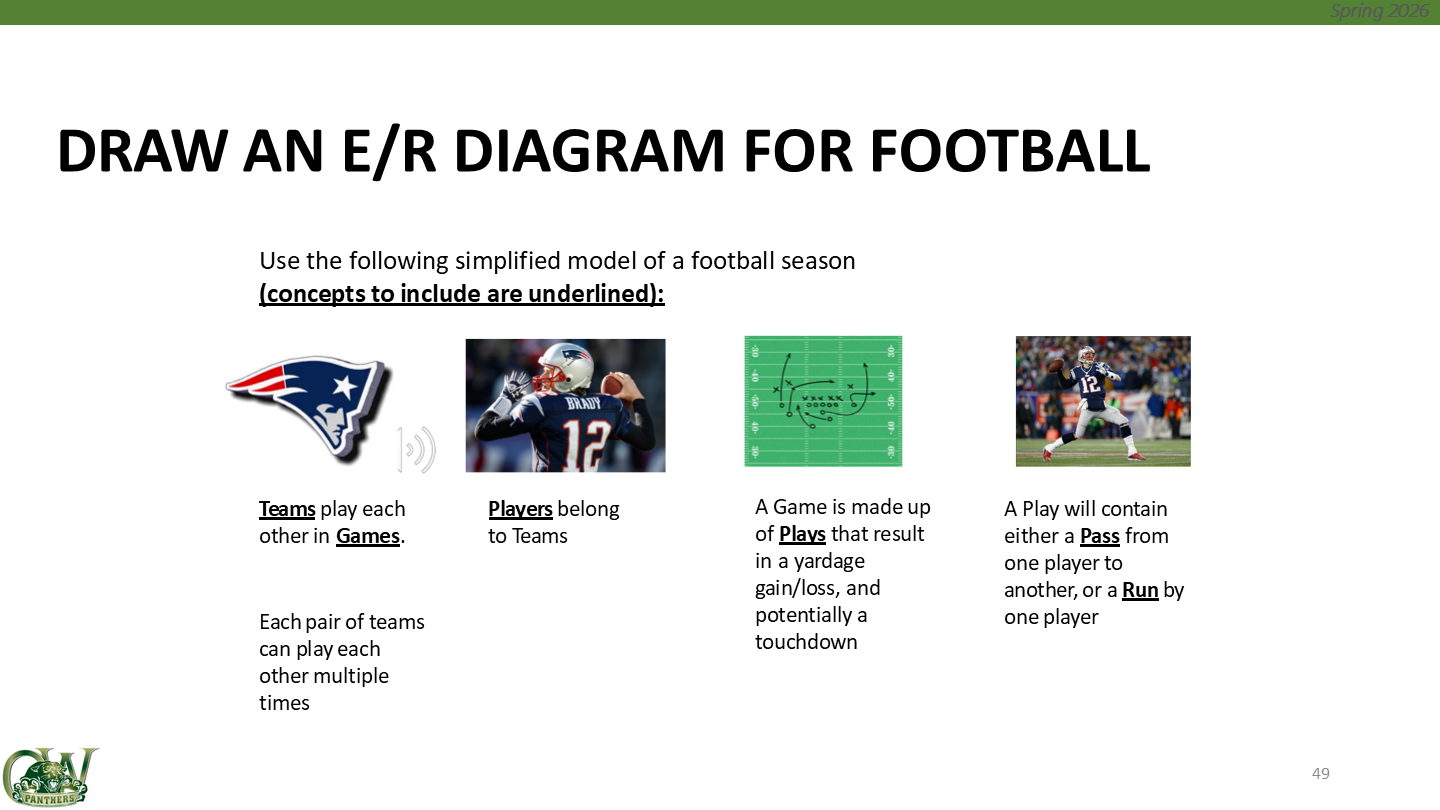 Spring 2026
DRAW AN E/R DIAGRAM FOR FOOTBALL
Use the following simplified model of a football season
(concepts to include are underlined):
BRADY
12
12
Teams play each
other in Games.
Each pair of teams
can play each
other multiple
times
Players belong
to Teams
A Game is made up
of Plays that result
in a yardage
gain/loss, and
potentially a
touchdown
A Play will contain
either a Pass from
one player to
another, or a Run by
one player
OW
PANTHERS
49